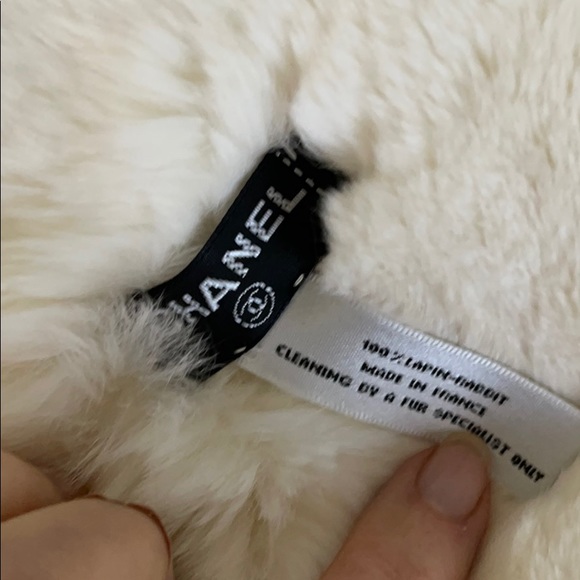 CHANEL
100% LAPIN-RABBIT
MADE IN FRANCE
CLEANING BY A FUR SPECIALIST ONLY